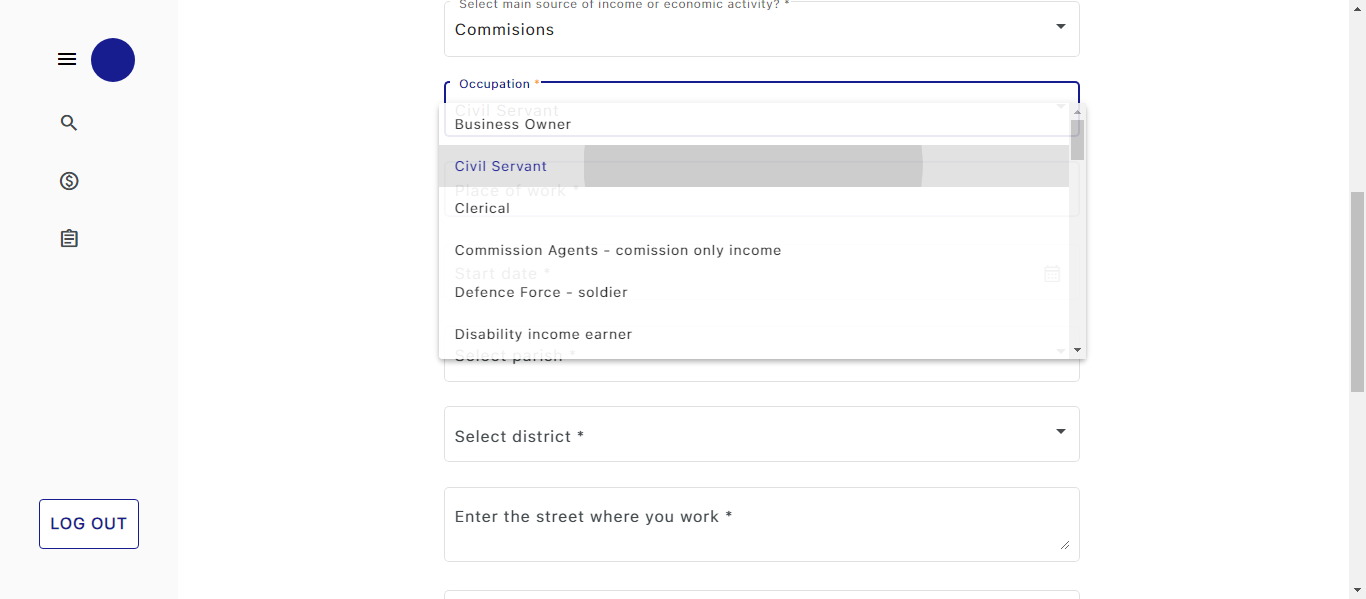 Select main source of income or economic activity? *
Commisions
Occupation *
Civil Servant
Business Owner
Civil Servant
Place of work *
Clerical
Commission Agents - comission only income
Start date *
Defence Force - soldier
Disability income earner
Select parish *
Select district *
Enter the street where you work *
LOG OUT